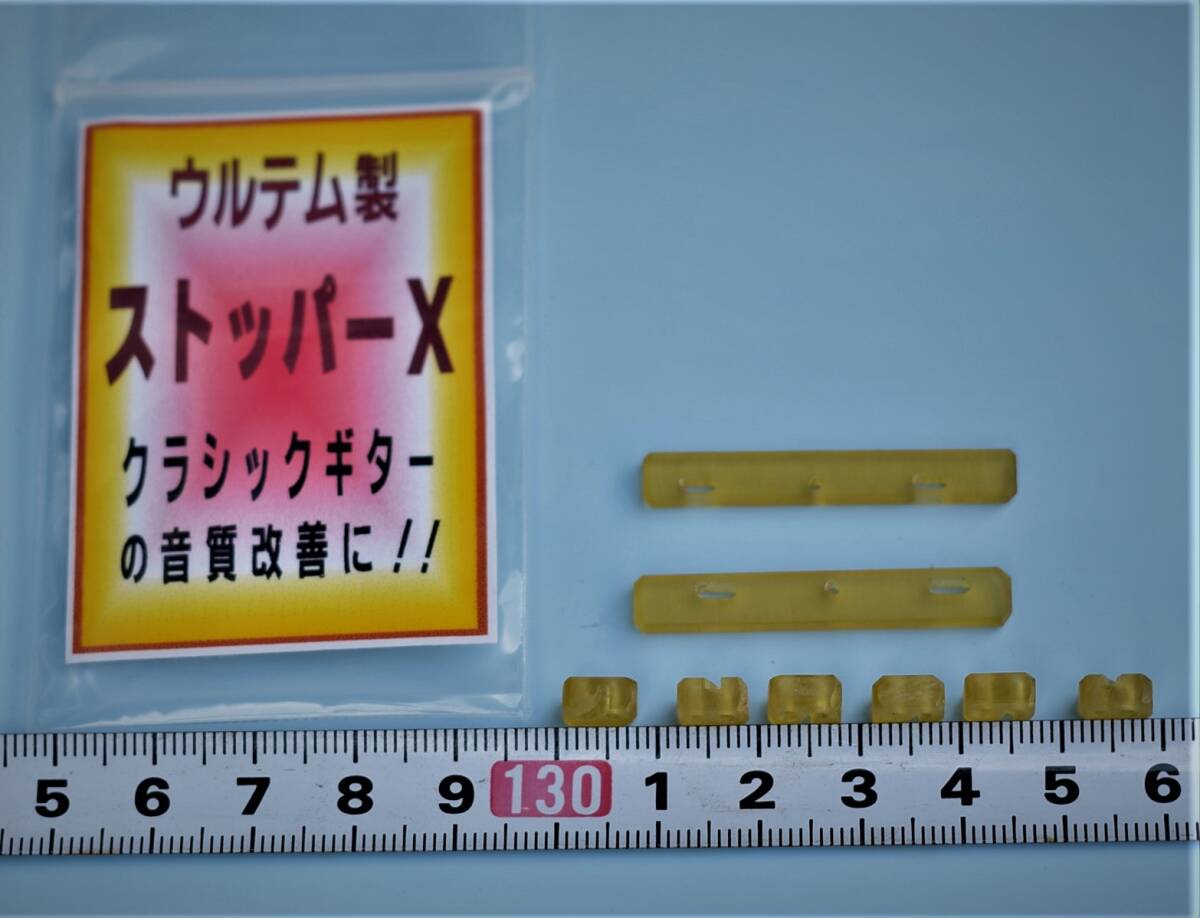 ウルテム製
ストッパーX
クラシックギター
の音質改善に!!
5 6 7 8 9 130 1 2 3 4 5 6